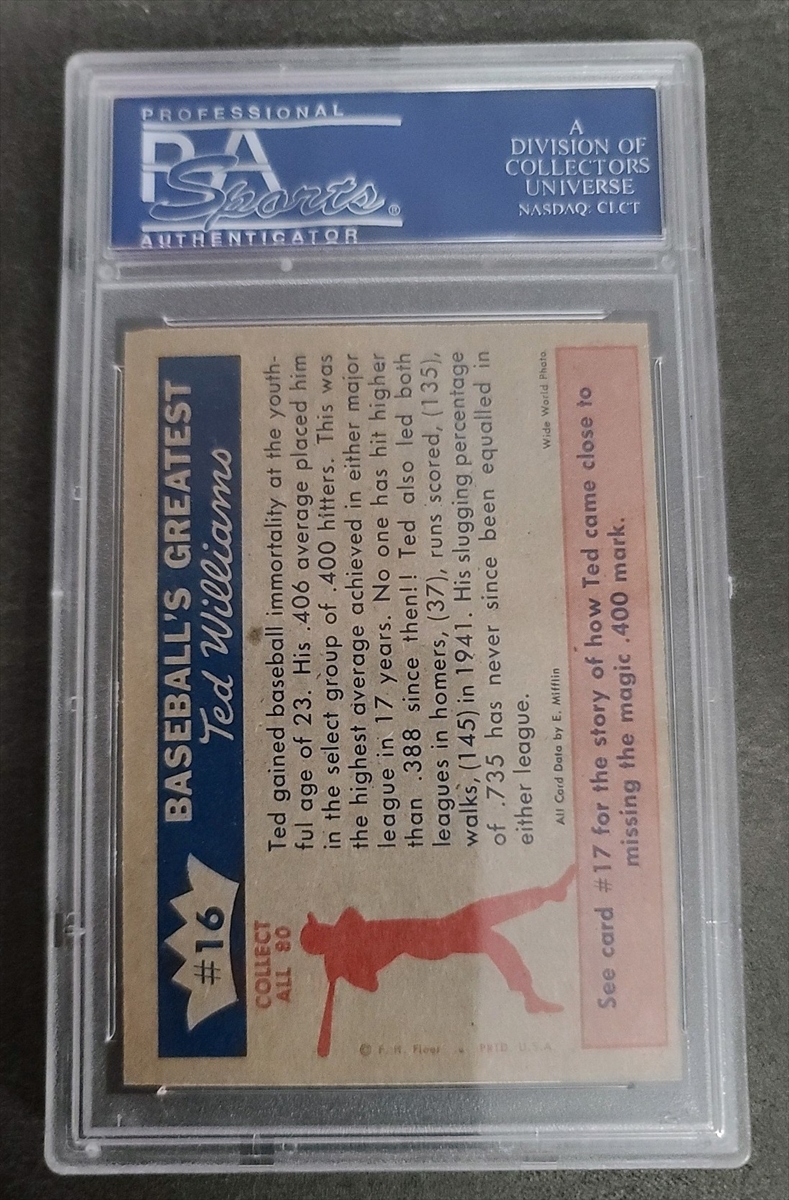 PROFESSIONAL
PSA
Sports®
AUTHENTICATOR
A
DIVISION OF
COLLECTORS
UNIVERSE
NASDAQ: CLCT
#16
BASEBALL'S GREATEST
Ted Williams
COLLECT
ALL 80
Ted gained baseball immortality at the youth-
ful age of 23. His .406 average placed him
in the select group of .400 hitters. This was
the highest average achieved in either major
league in 17 years. No one has hit higher
than .388 since then!! Ted also led both
leagues in homers, (37), runs scored, (135),
walks, (145) in 1941. His slugging percentage
of .735 has never since been equalled in
either league.
All Card Data by E. Mifflin
Wide World Photo
© F. H. Fleer PRTD. U.S.A.
See card #17 for the story of how Ted came close to
missing the magic .400 mark.